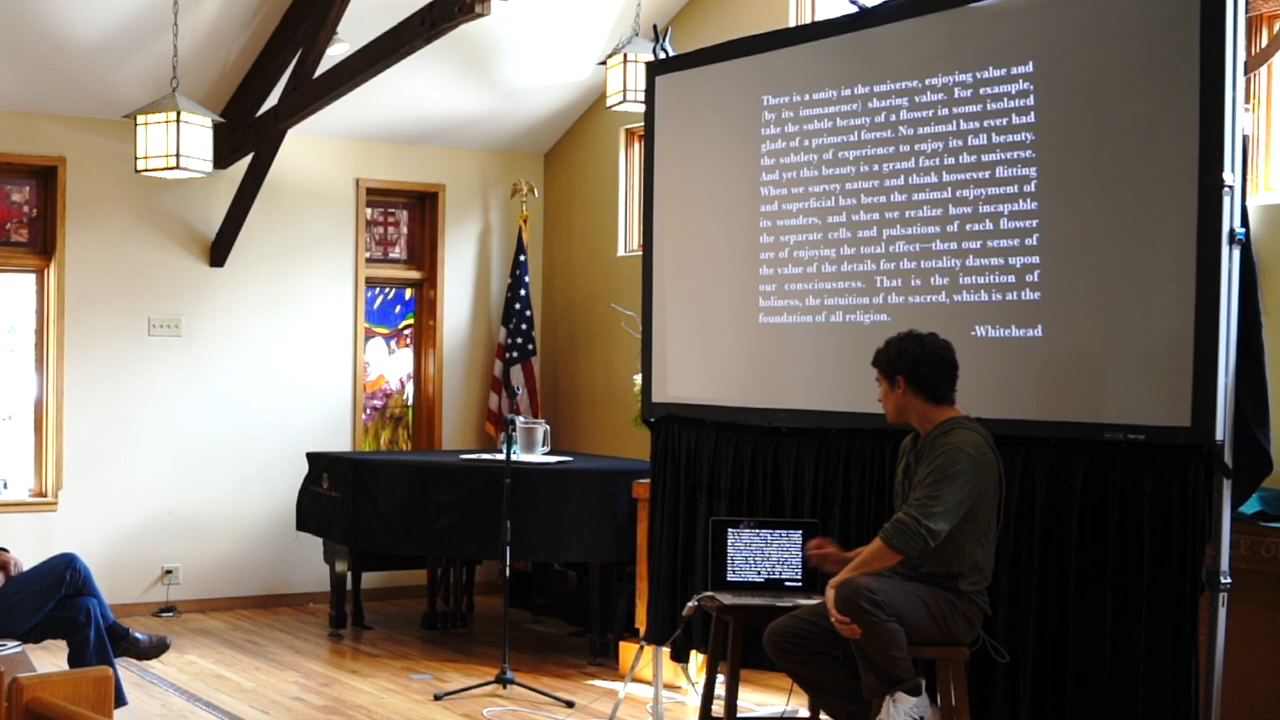 There is a unity in the universe, enjoying value and
(by its immanence) sharing value. For example,
take the subtle beauty of a flower in some isolated
glade of a primeval forest. No animal has ever had
the subtlety of experience to enjoy its full beauty.
And yet this beauty is a grand fact in the universe.
When we survey nature and think however flitting
and superficial has been the animal enjoyment of
its wonders, and when we realize how incapable
the separate cells and pulsations of each flower
are of enjoying the total effect—then our sense of
the value of the details for the totality dawns upon
our consciousness. That is the intuition of
holiness, the intuition of the sacred, which is at the
foundation of all religion.
-Whitehead